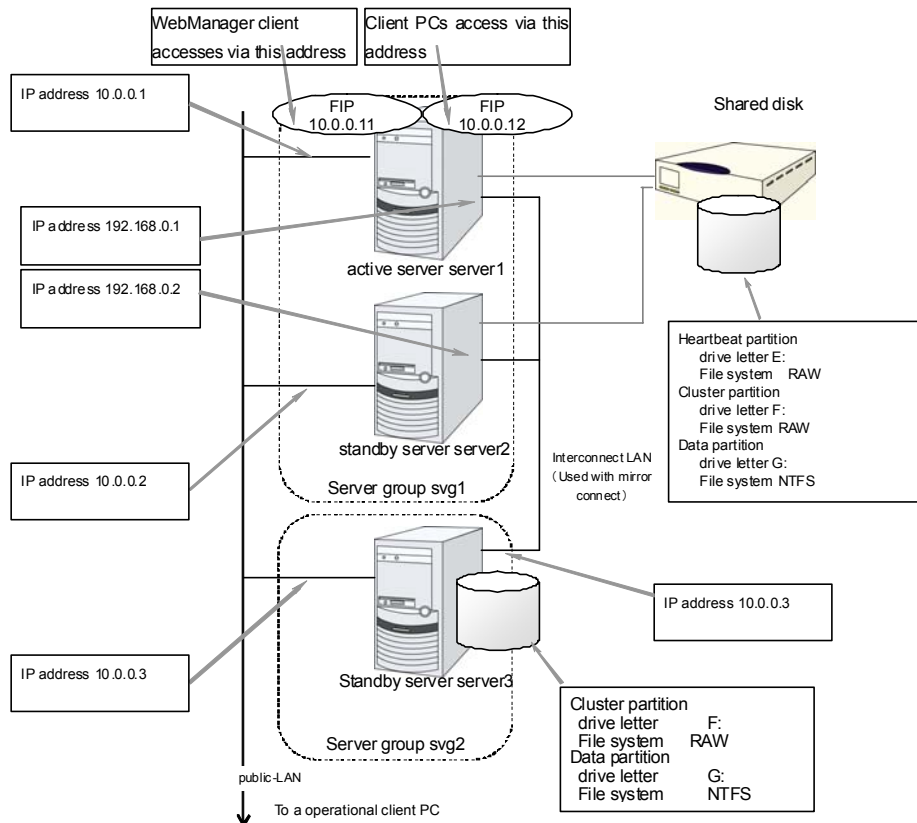 WebManager client
accesses via this address
Client PCs access via this
address
IP address 10.0.0.1
FIP
10.0.0.11
FIP
10.0.0.12
Shared disk
IP address 192.168.0.1
active server server1
IP address 192.168.0.2
Heartbeat partition
drive letter E:
File system RAW
Cluster partition
drive letter F:
File system RAW
Data partition
drive letter G:
File system NTFS
standby server server2
Interconnect LAN
(Used with mirror
connect)
IP address 10.0.0.2
Server group svg1
IP address 10.0.0.3
IP address 10.0.0.3
Standby server server3
Cluster partition
drive letter F:
File system RAW
Data partition
drive letter G:
File system NTFS
Server group svg2
public-LAN
To a operational client PC